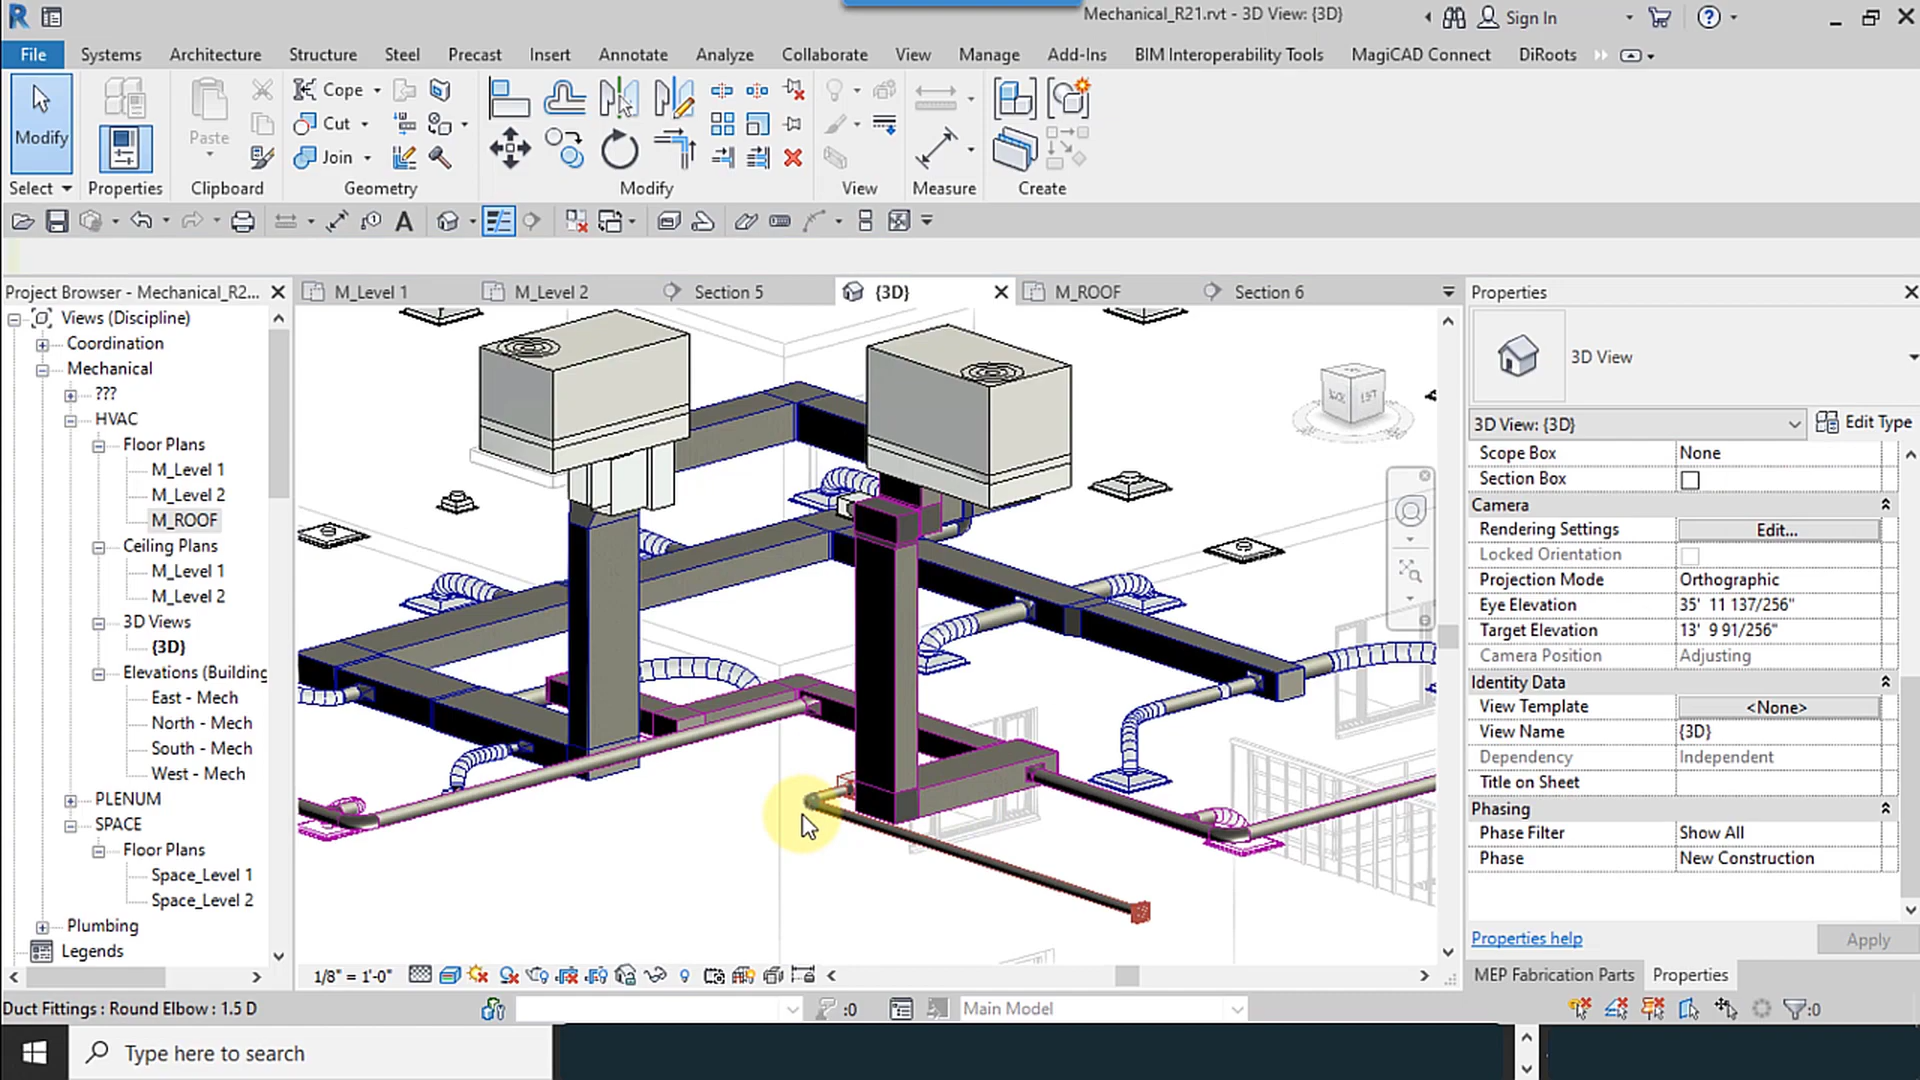 Mechanical_R21.rvt - 3D View: {3D}
Sign In
File
Systems
Architecture
Structure
Steel
Precast
Insert
Annotate
Analyze
Collaborate
View
Manage
Add-Ins
BIM Interoperability Tools
MagiCAD Connect
DiRoots
Modify
Paste
Cope
Cut
Join
Select
Properties
Clipboard
Geometry
Modify
View
Measure
Create
Project Browser - Mechanical_R2...
M_Level 1
M_Level 2
Section 5
{3D}
M_ROOF
Section 6
Properties
Views (Discipline)
Coordination
Mechanical
???
HVAC
Floor Plans
M_Level 1
M_Level 2
M_ROOF
Ceiling Plans
M_Level 1
M_Level 2
3D Views
{3D}
Elevations (Building
East - Mech
North - Mech
South - Mech
West - Mech
PLENUM
SPACE
Floor Plans
Space_Level 1
Space_Level 2
Plumbing
Legends
3D View
3D View: {3D}
Edit Type
Scope Box None
Section Box
Camera
Rendering Settings Edit...
Locked Orientation
Projection Mode Orthographic
Eye Elevation 35' 11 137/256"
Target Elevation 13' 9 91/256"
Camera Position Adjusting
Identity Data
View Template <None>
View Name {3D}
Dependency Independent
Title on Sheet
Phasing
Phase Filter Show All
Phase New Construction
Properties help
Apply
MEP Fabrication Parts
Properties
1/8" = 1'-0"
Duct Fittings : Round Elbow : 1.5 D
:0
Main Model
:0
Type here to search